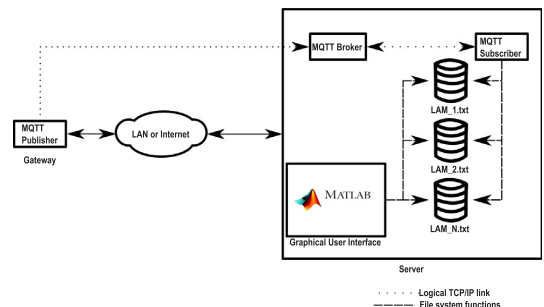 MQTT Broker
MQTT
Subscriber
MQTT
Publisher
Gateway
LAN or Internet
LAM_1.txt
LAM_2.txt
LAM_N.txt
MATLAB
Graphical User Interface
Server
Logical TCP/IP link
File system functions